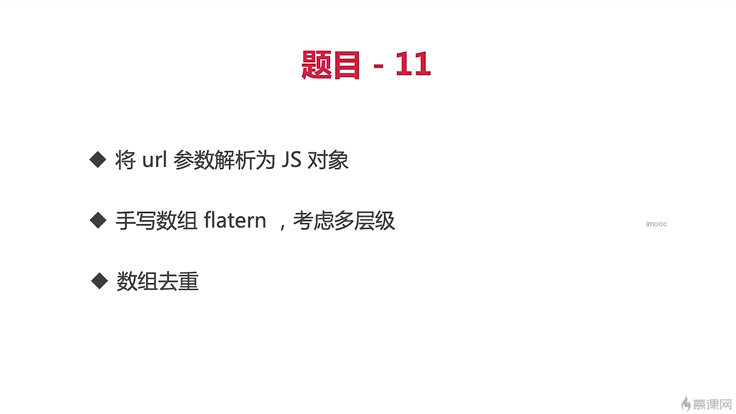 题目 - 11
◆ 将 url 参数解析为 JS 对象
◆ 手写数组 flatern ，考虑多层级
imooc
◆ 数组去重
慕课网